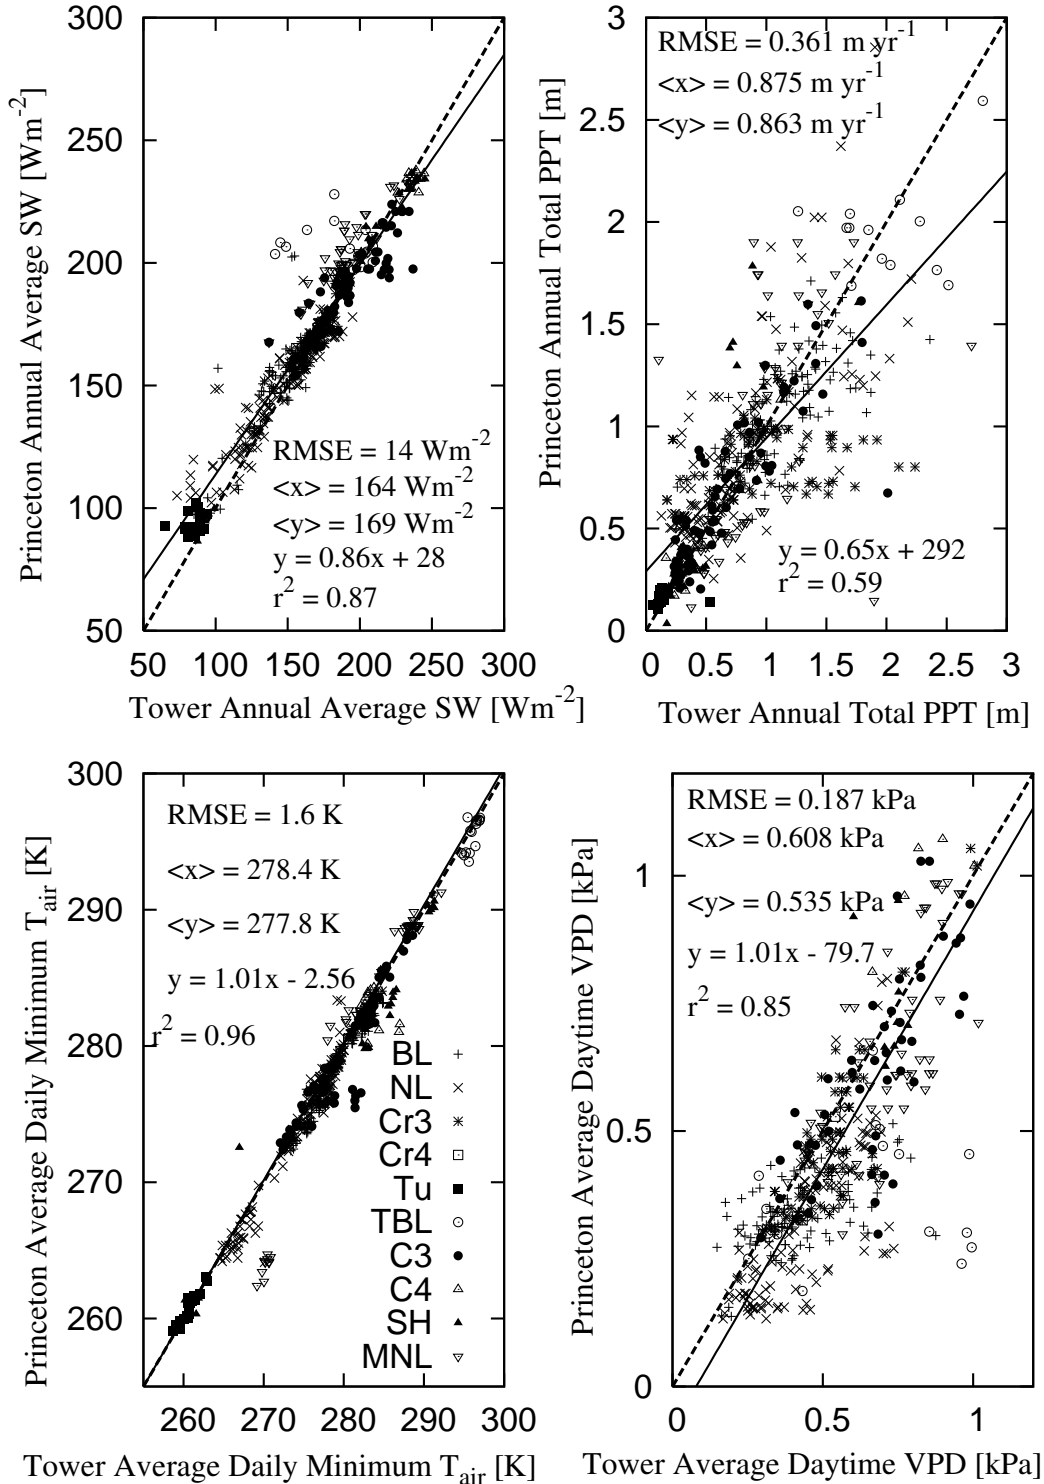 300
250
200
150
100
50
Princeton Annual Average SW [Wm-2]
RMSE = 14 Wm-2
<x> = 164 Wm-2
<y> = 169 Wm-2
y = 0.86x + 28
r2 = 0.87
50 100 150 200 250 300
Tower Annual Average SW [Wm-2]
3
2.5
2
1.5
1
0.5
0
Princeton Annual Total PPT [m]
RMSE = 0.361 m yr-1
<x> = 0.875 m yr-1
<y> = 0.863 m yr-1
y = 0.65x + 292
r2 = 0.59
0 0.5 1 1.5 2 2.5 3
Tower Annual Total PPT [m]
300
290
280
270
260
Princeton Average Daily Minimum Tair [K]
RMSE = 1.6 K
<x> = 278.4 K
<y> = 277.8 K
y = 1.01x - 2.56
r2 = 0.96
BL
NL
Cr3
Cr4
Tu
TBL
C3
C4
SH
MNL
260 270 280 290 300
Tower Average Daily Minimum Tair [K]
1
0.5
0
Princeton Average Daytime VPD [kPa]
RMSE = 0.187 kPa
<x> = 0.608 kPa
<y> = 0.535 kPa
y = 1.01x - 79.7
r2 = 0.85
0 0.5 1
Tower Average Daytime VPD [kPa]